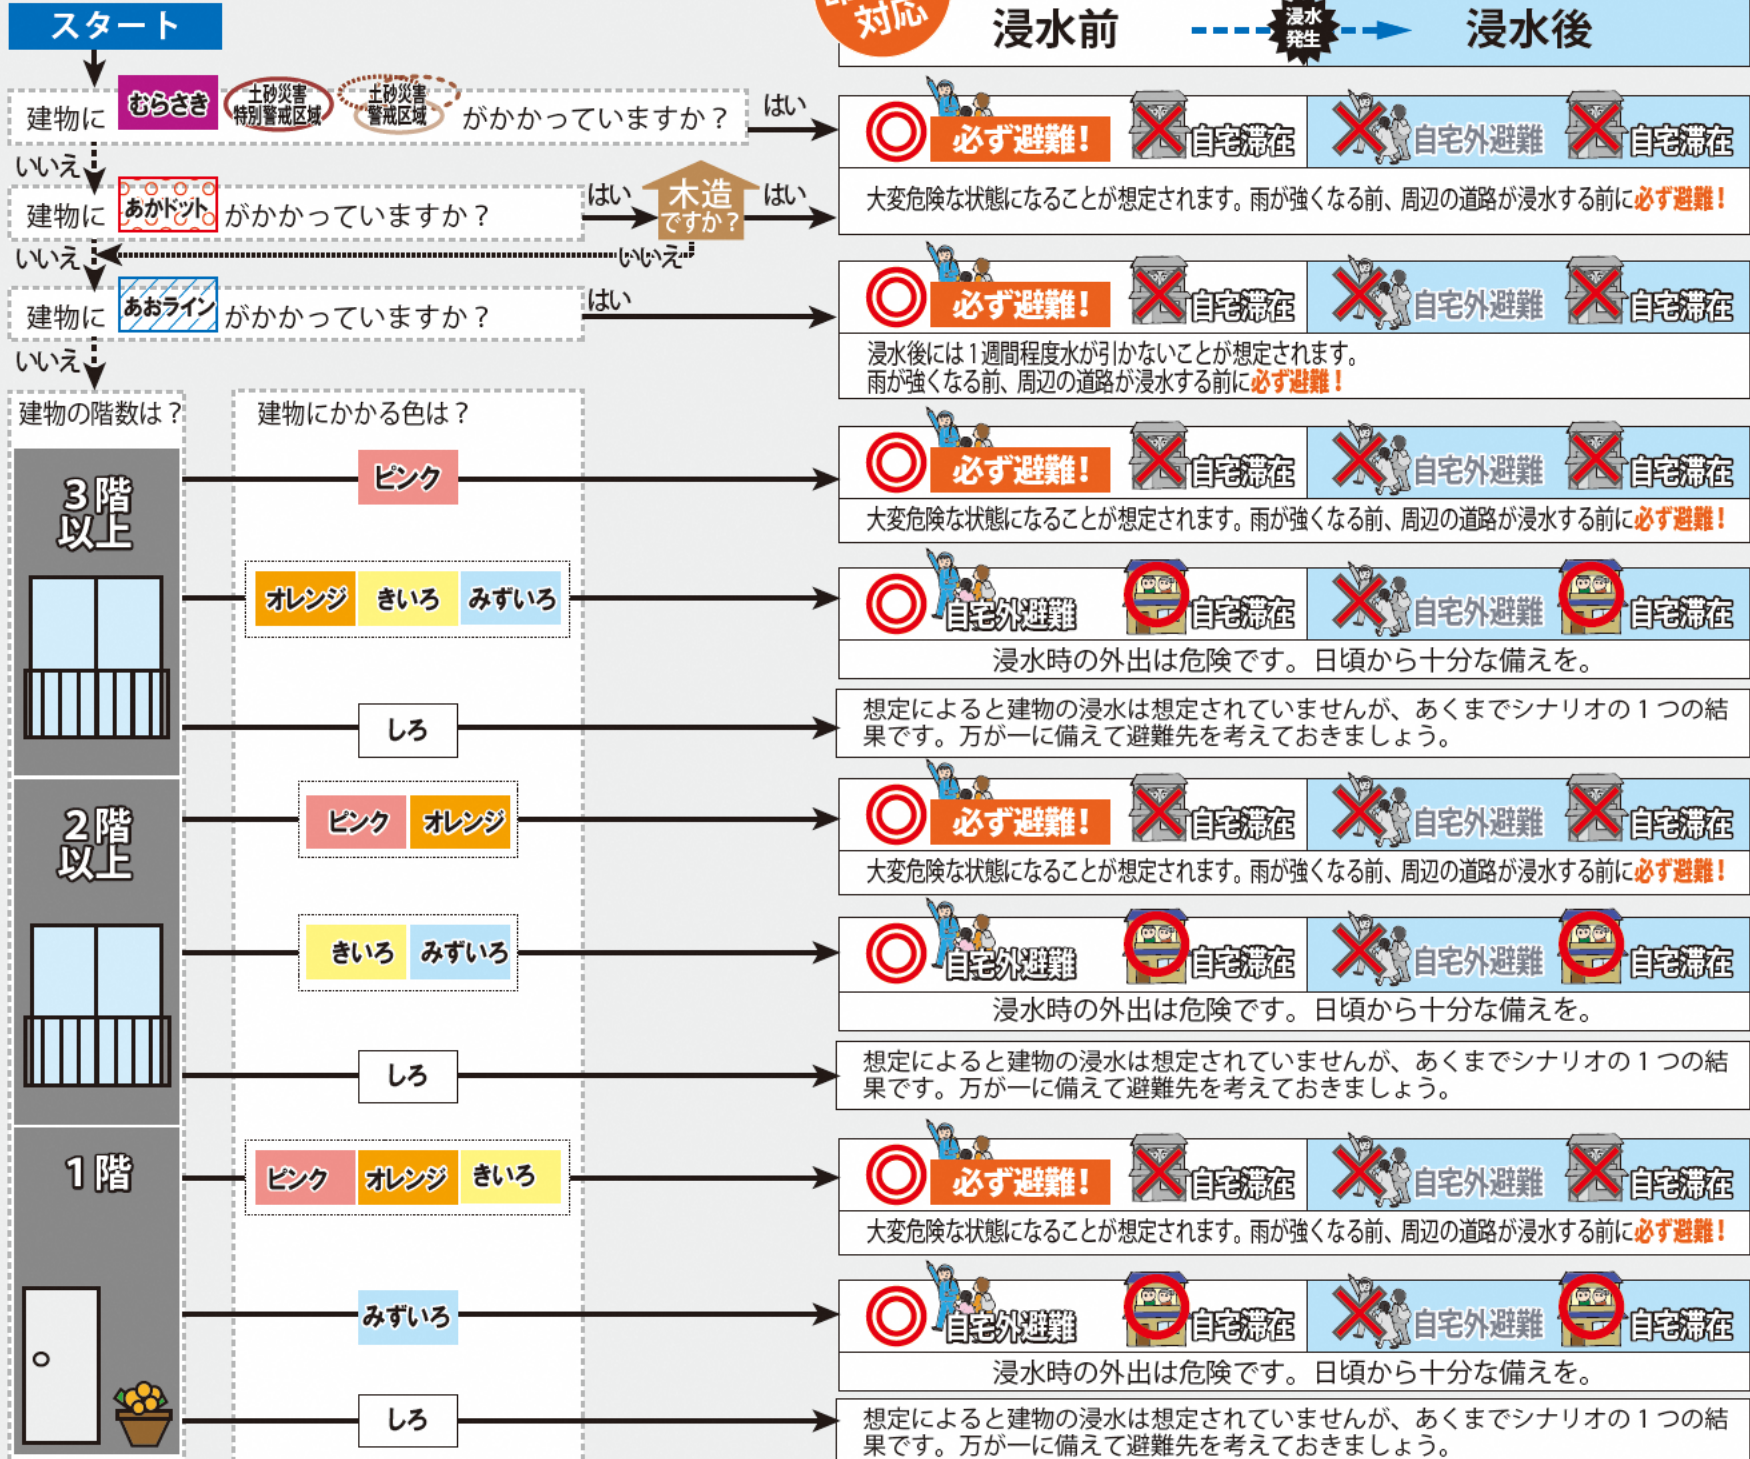 スタート
対応
浸水前
浸水
発生
浸水後
建物に むらさき 土砂災害特別警戒区域 土砂災害警戒区域 がかかっていますか？
はい
必ず避難！ 自宅滞在 自宅外避難 自宅滞在
大変危険な状態になることが想定されます。雨が強くなる前、周辺の道路が浸水する前に必ず避難！
いいえ
建物に あかドット がかかっていますか？
はい
木造
ですか？
はい
いいえ
いいえ
建物に あおライン がかかっていますか？
はい
必ず避難！ 自宅滞在 自宅外避難 自宅滞在
浸水後には１週間程度水が引かないことが想定されます。
雨が強くなる前、周辺の道路が浸水する前に必ず避難！
いいえ
建物の階数は？
建物にかかる色は？
３階
以上
ピンク
必ず避難！ 自宅滞在 自宅外避難 自宅滞在
大変危険な状態になることが想定されます。雨が強くなる前、周辺の道路が浸水する前に必ず避難！
オレンジ きいろ みずいろ
自宅外避難 自宅滞在 自宅外避難 自宅滞在
浸水時の外出は危険です。日頃から十分な備えを。
しろ
想定によると建物の浸水は想定されていませんが、あくまでシナリオの１つの結
果です。万が一に備えて避難先を考えておきましょう。
２階
以上
ピンク オレンジ
必ず避難！ 自宅滞在 自宅外避難 自宅滞在
大変危険な状態になることが想定されます。雨が強くなる前、周辺の道路が浸水する前に必ず避難！
きいろ みずいろ
自宅外避難 自宅滞在 自宅外避難 自宅滞在
浸水時の外出は危険です。日頃から十分な備えを。
しろ
想定によると建物の浸水は想定されていませんが、あくまでシナリオの１つの結
果です。万が一に備えて避難先を考えておきましょう。
１階
ピンク オレンジ きいろ
必ず避難！ 自宅滞在 自宅外避難 自宅滞在
大変危険な状態になることが想定されます。雨が強くなる前、周辺の道路が浸水する前に必ず避難！
みずいろ
自宅外避難 自宅滞在 自宅外避難 自宅滞在
浸水時の外出は危険です。日頃から十分な備えを。
しろ
想定によると建物の浸水は想定されていませんが、あくまでシナリオの１つの結
果です。万が一に備えて避難先を考えておきましょう。